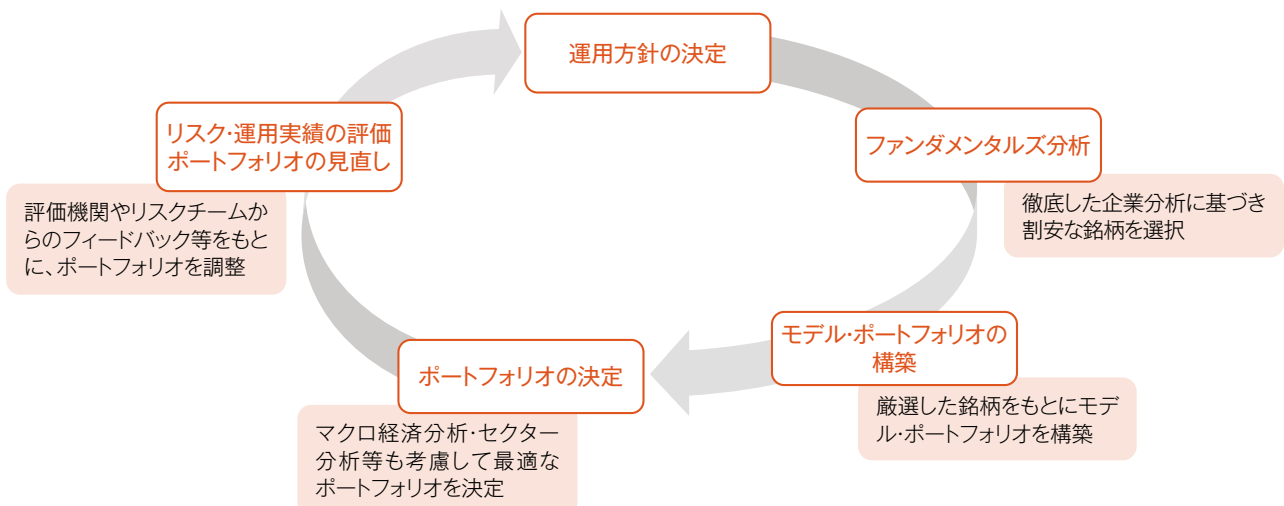 運用方針の決定
ファンダメンタルズ分析
徹底した企業分析に基づき
割安な銘柄を選択
モデル・ポートフォリオの
構築
厳選した銘柄をもとにモデ
ル・ポートフォリオを構築
ポートフォリオの決定
マクロ経済分析・セクター
分析等も考慮して最適な
ポートフォリオを決定
リスク・運用実績の評価
ポートフォリオの見直し
評価機関やリスクチームか
らのフィードバック等をもと
に、ポートフォリオを調整